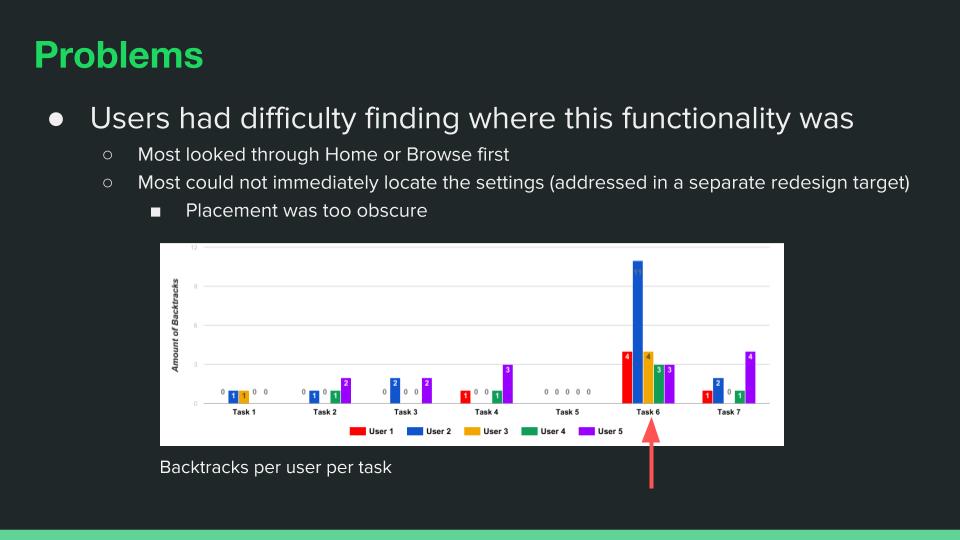 Problems
● Users had difficulty finding where this functionality was
○ Most looked through Home or Browse first
○ Most could not immediately locate the settings (addressed in a separate redesign target)
■ Placement was too obscure
Amount of Backtracks
12
9
6
3
0
0 1 1 0 0
0 1 0 1 2
0 2 0 0 2
1 0 0 1 3
0 0 0 0 0
4 11 4 3 3
1 2 0 1 4
Task 1 Task 2 Task 3 Task 4 Task 5 Task 6 Task 7
User 1 User 2 User 3 User 4 User 5
Backtracks per user per task